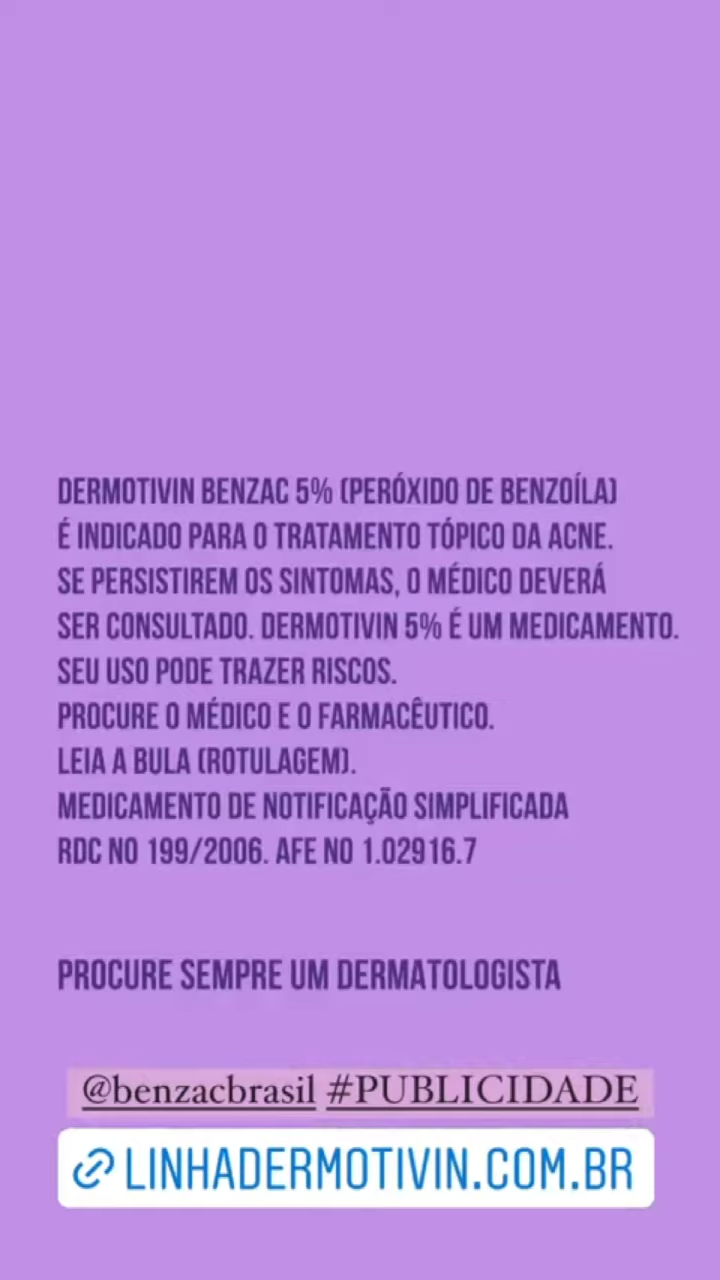 DERMOTIVIN BENZAC 5% (PERÓXIDO DE BENZOÍLA)
É INDICADO PARA O TRATAMENTO TÓPICO DA ACNE.
SE PERSISTIREM OS SINTOMAS, O MÉDICO DEVERÁ
SER CONSULTADO. DERMOTIVIN 5% É UM MEDICAMENTO.
SEU USO PODE TRAZER RISCOS.
PROCURE O MÉDICO E O FARMACÊUTICO.
LEIA A BULA (ROTULAGEM).
MEDICAMENTO DE NOTIFICAÇÃO SIMPLIFICADA
RDC NO 199/2006. AFE NO 1.02916.7
PROCURE SEMPRE UM DERMATOLOGISTA
@benzacbrasil #PUBLICIDADE
LINHADERMOTIVIN.COM.BR